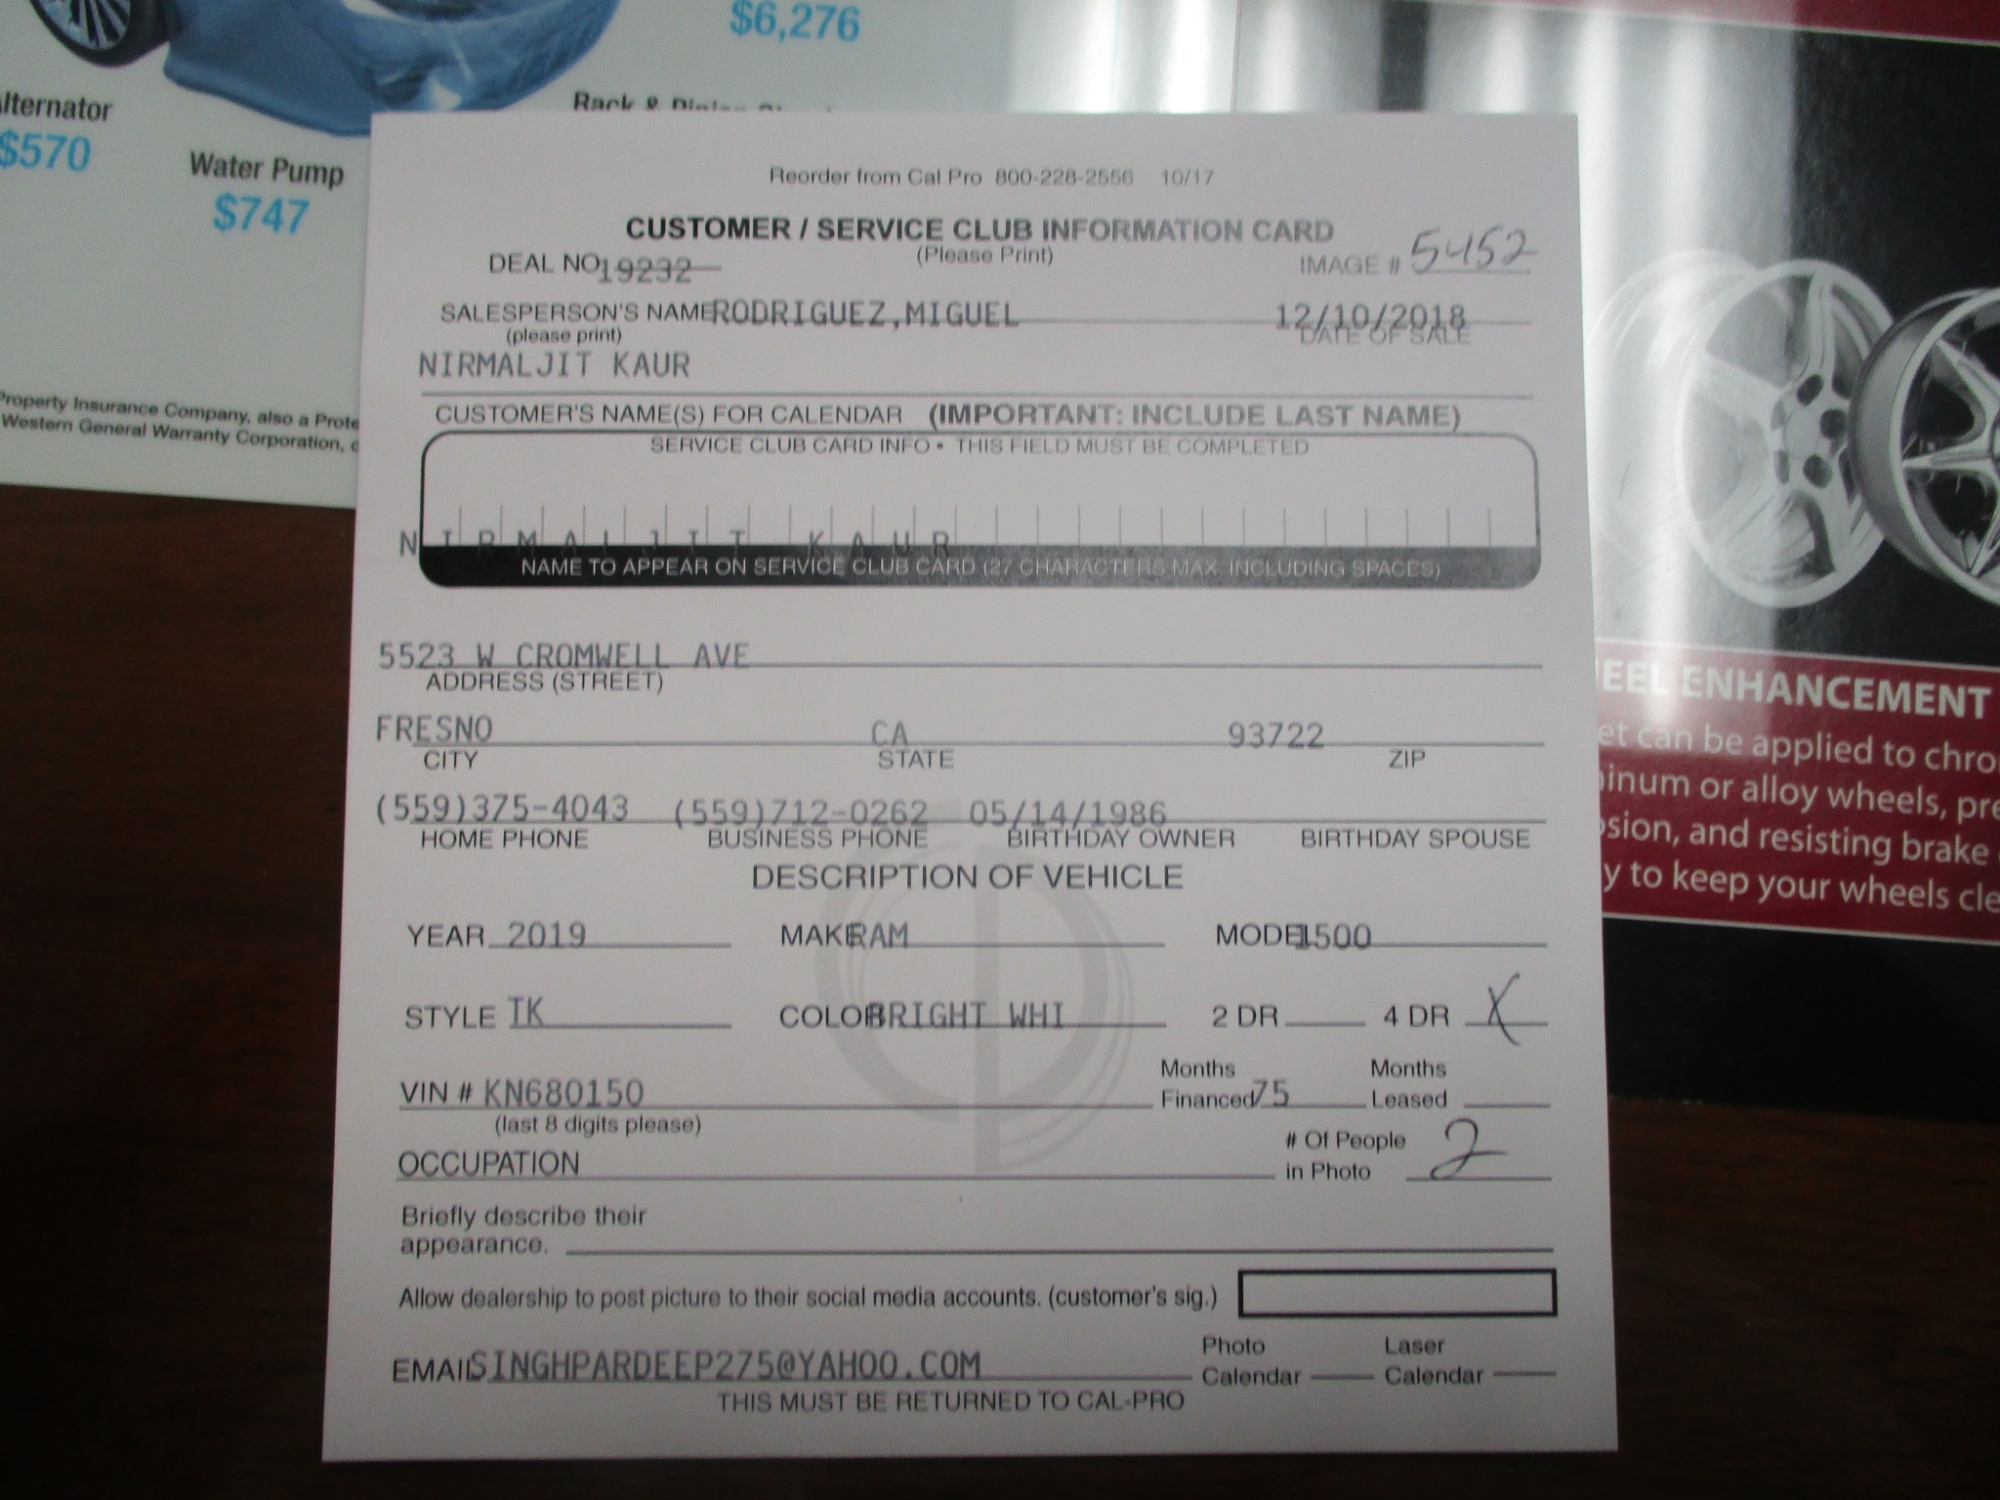 $6,276
Alternator
$570
Water Pump
$747
Property Insurance Company, also a
Western General Warranty Corporation,
Reorder from Cal Pro 800-228-2556 10/17
CUSTOMER / SERVICE CLUB INFORMATION CARD
(Please Print)
DEAL NO 19232
IMAGE # 5452
SALESPERSON'S NAME RODRIGUEZ,MIGUEL 12/10/2018
(please print) DATE OF SALE
NIRMALJIT KAUR
CUSTOMER'S NAME(S) FOR CALENDAR (IMPORTANT: INCLUDE LAST NAME)
SERVICE CLUB CARD INFO • THIS FIELD MUST BE COMPLETED
N I R M A L J I T K A U R
NAME TO APPEAR ON SERVICE CLUB CARD (27 CHARACTERS MAX. INCLUDING SPACES)
5523 W CROMWELL AVE
ADDRESS (STREET)
FRESNO CA 93722
CITY STATE ZIP
(559)375-4043 (559)712-0262 05/14/1986
HOME PHONE BUSINESS PHONE BIRTHDAY OWNER BIRTHDAY SPOUSE
DESCRIPTION OF VEHICLE
YEAR 2019 MAKE RAM MODEL 1500
STYLE TK COLOR BRIGHT WHI 2 DR 4 DR X
VIN # KN680150 Months Financed 75 Months Leased
(last 8 digits please)
OCCUPATION # Of People in Photo 2
Briefly describe their
appearance.
Allow dealership to post picture to their social media accounts. (customer's sig.)
EMAIL SINGHPARDEEP275@YAHOO.COM Photo Calendar Laser Calendar
THIS MUST BE RETURNED TO CAL-PRO
ENHANCEMENT
can be applied to
or alloy wheels,
and resisting brake
to keep your wheels